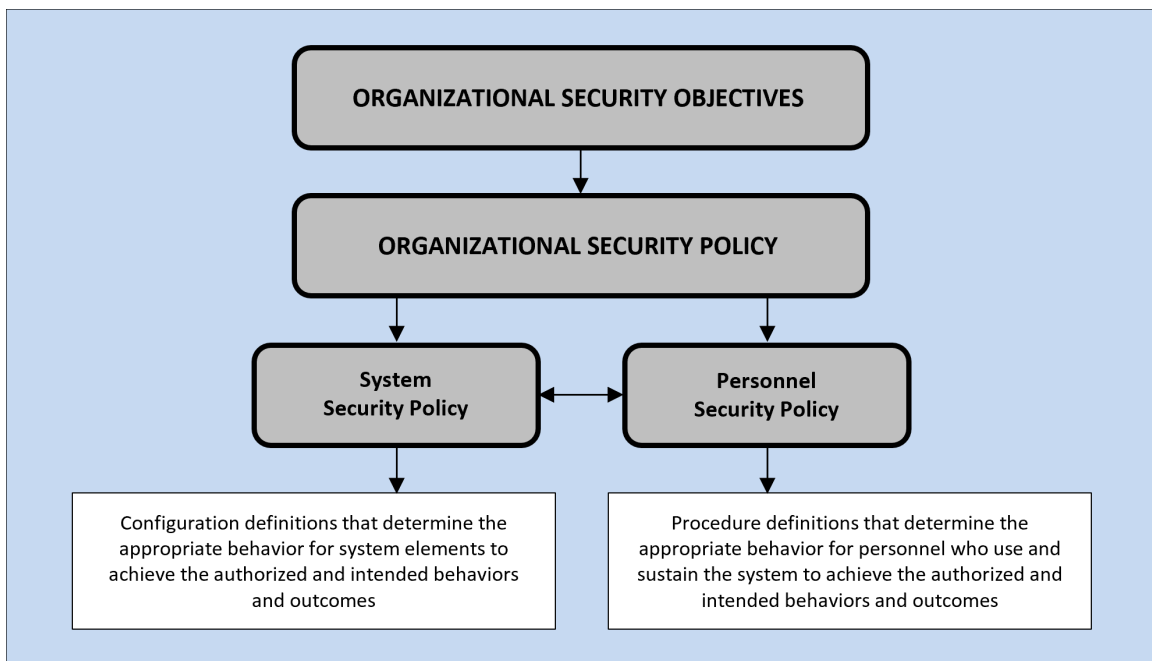 ORGANIZATIONAL SECURITY OBJECTIVES
ORGANIZATIONAL SECURITY POLICY
System
Security Policy
Personnel
Security Policy
Configuration definitions that determine the
appropriate behavior for system elements to
achieve the authorized and intended behaviors
and outcomes
Procedure definitions that determine the
appropriate behavior for personnel who use and
sustain the system to achieve the authorized and
intended behaviors and outcomes